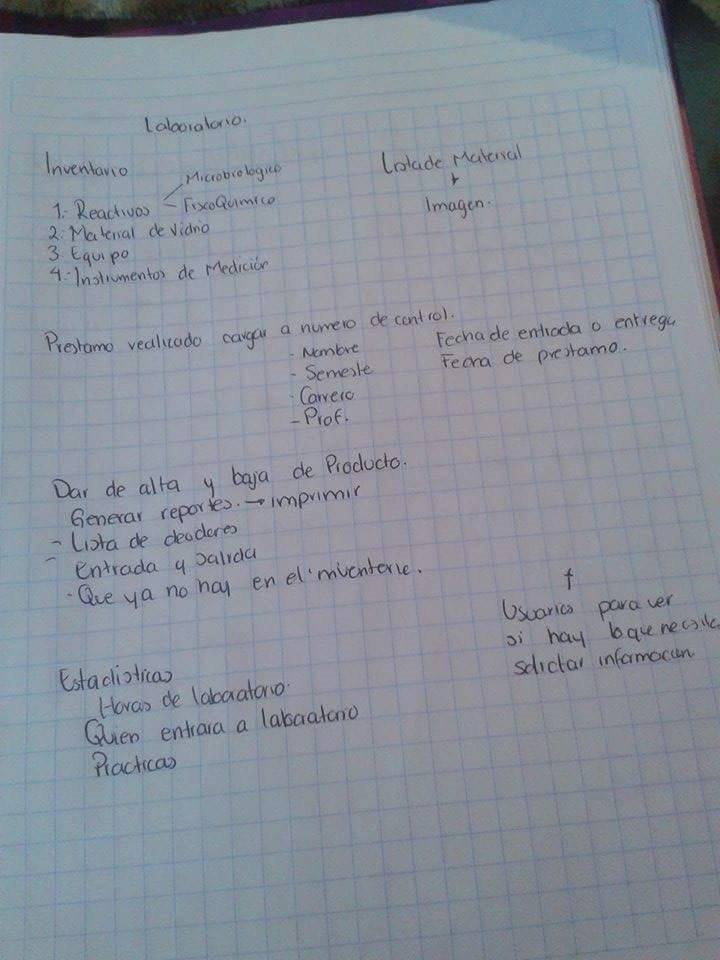 Laboratorio.
Inventario
Microbiologico
1.- Reactivos - FisicoQuimico
2.- Material de vidrio
3 Equipo
4.- Instrumentos de Medición
Lista de Material
+
Imagen.
Prestamo realizado cargar a numero de control.
- Nombre
- Semeste
- Carrera
- Prof.
Fecha de entrada o entrega
Fecha de prestamo.
Dar de alta y baja de Producto.
Generar reportes. → imprimir
- Lista de deudores
- Entrada y salida
- Que ya no hay en el inventario.
Usuarios para ver
si hay lo que
solicitar informacion
Estadisticas
Horas de laboratorio.
Quien entrara a laboratorio
Practicas